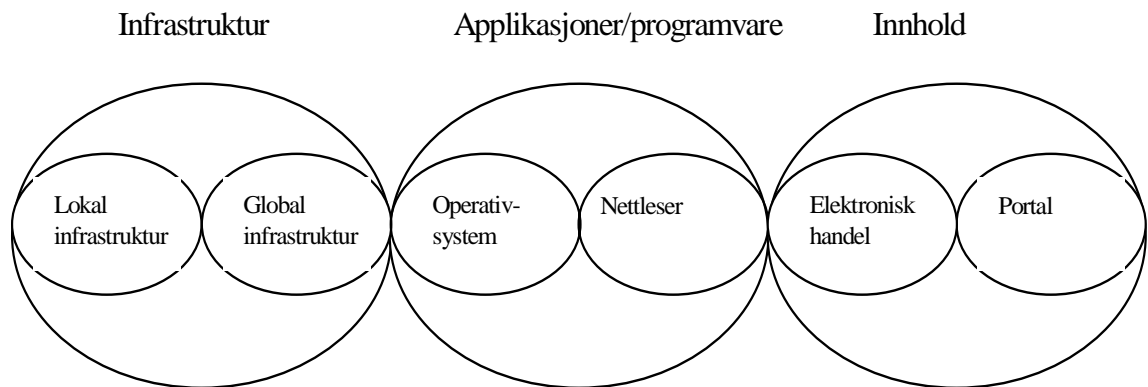 Infrastruktur
Applikasjoner/programvare
Innhold
Lokal
infrastruktur
Global
infrastruktur
Operativ-
system
Nettleser
Elektronisk
handel
Portal